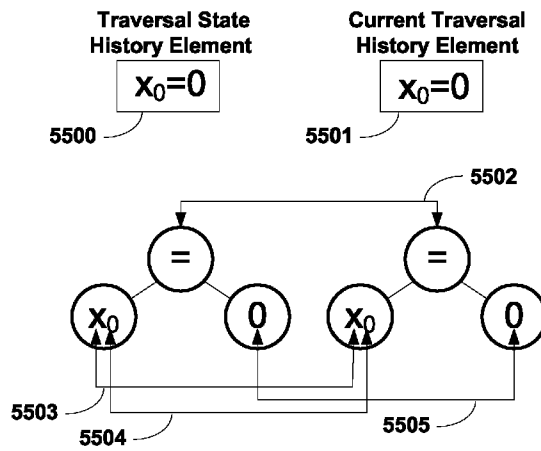 Traversal State
History Element
Current Traversal
History Element
x₀=0
x₀=0
5500
5501
5502
=
=
x₀
0
x₀
0
5503
5504
5505